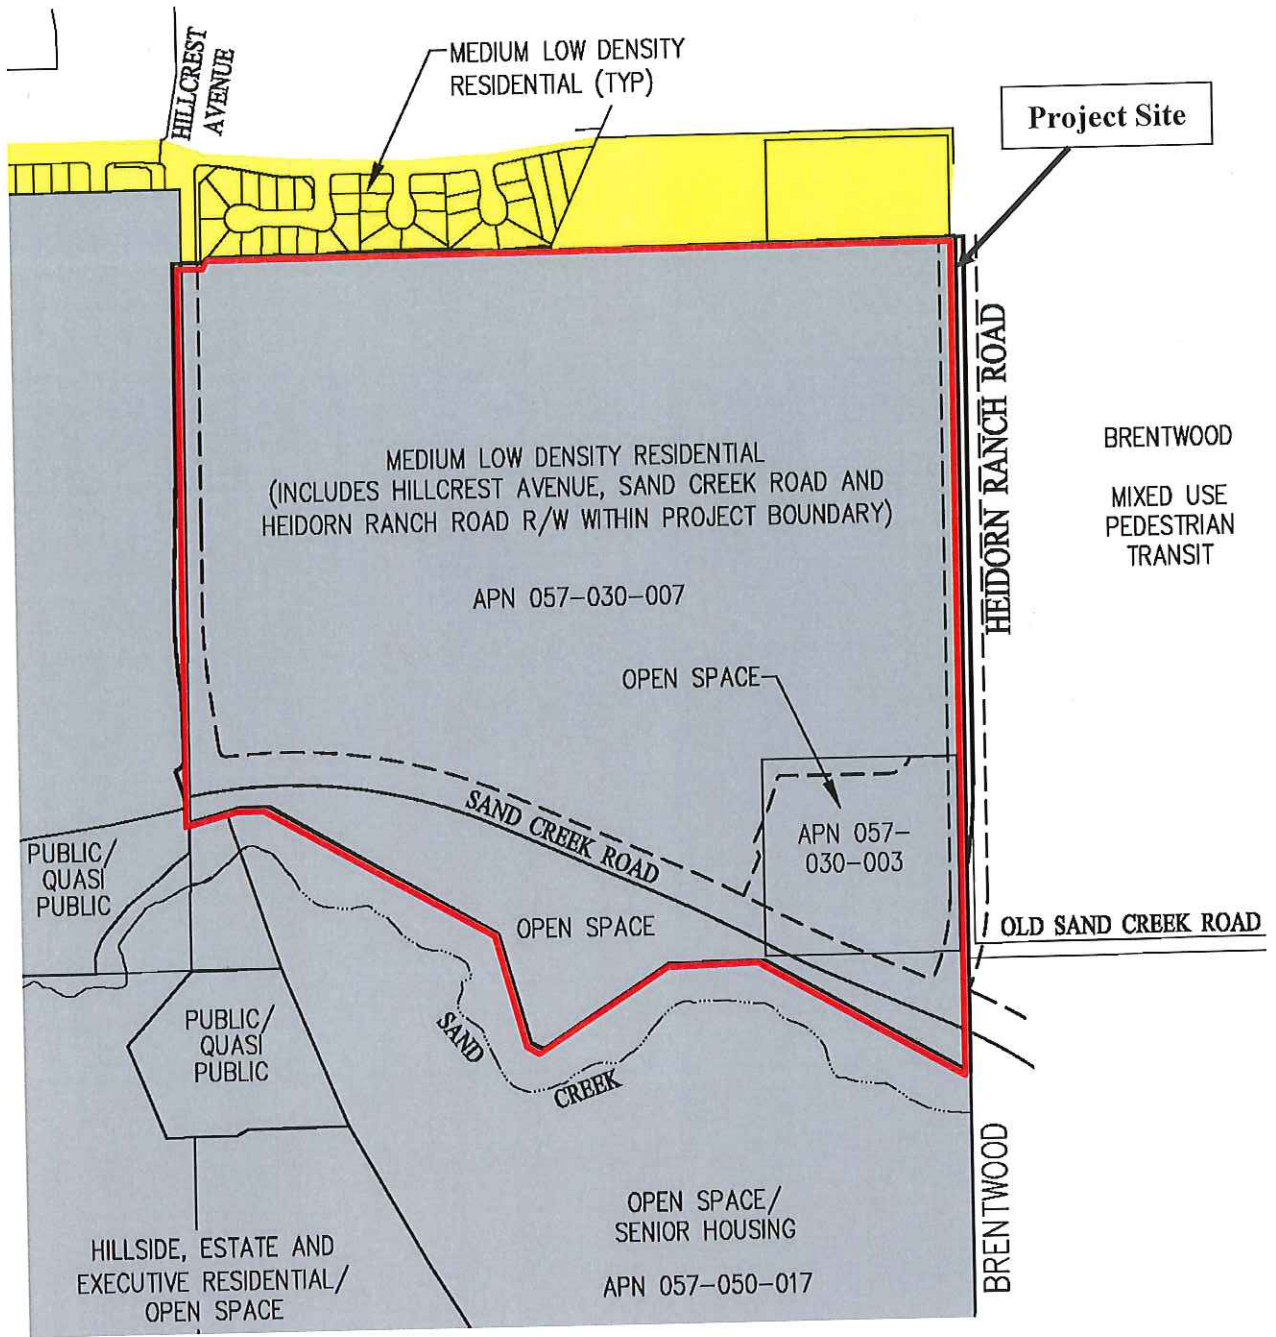 HILLCREST
AVENUE
MEDIUM LOW DENSITY
RESIDENTIAL (TYP)
Project Site
HEIDORN RANCH ROAD
BRENTWOOD
MIXED USE
PEDESTRIAN
TRANSIT
MEDIUM LOW DENSITY RESIDENTIAL
(INCLUDES HILLCREST AVENUE, SAND CREEK ROAD AND
HEIDORN RANCH ROAD R/W WITHIN PROJECT BOUNDARY)
APN 057-030-007
OPEN SPACE
SAND CREEK ROAD
APN 057-
030-003
PUBLIC/
QUASI
PUBLIC
OPEN SPACE
OLD SAND CREEK ROAD
PUBLIC/
QUASI
PUBLIC
SAND
CREEK
BRENTWOOD
OPEN SPACE/
SENIOR HOUSING
APN 057-050-017
HILLSIDE, ESTATE AND
EXECUTIVE RESIDENTIAL/
OPEN SPACE